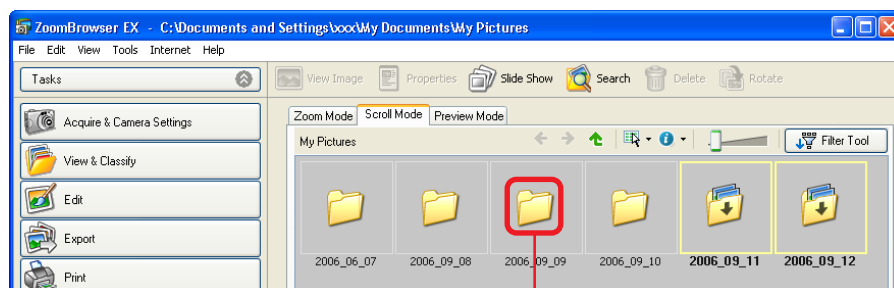 ZoomBrowser EX - C:\Documents and Settings\xxx\My Documents\My Pictures
File Edit View Tools Internet Help
Tasks
View Image Properties Slide Show Search Delete Rotate
Acquire & Camera Settings
View & Classify
Edit
Export
Print
Zoom Mode Scroll Mode Preview Mode
My Pictures
Filter Tool
2006_06_07 2006_09_08 2006_09_09 2006_09_10 2006_09_11 2006_09_12